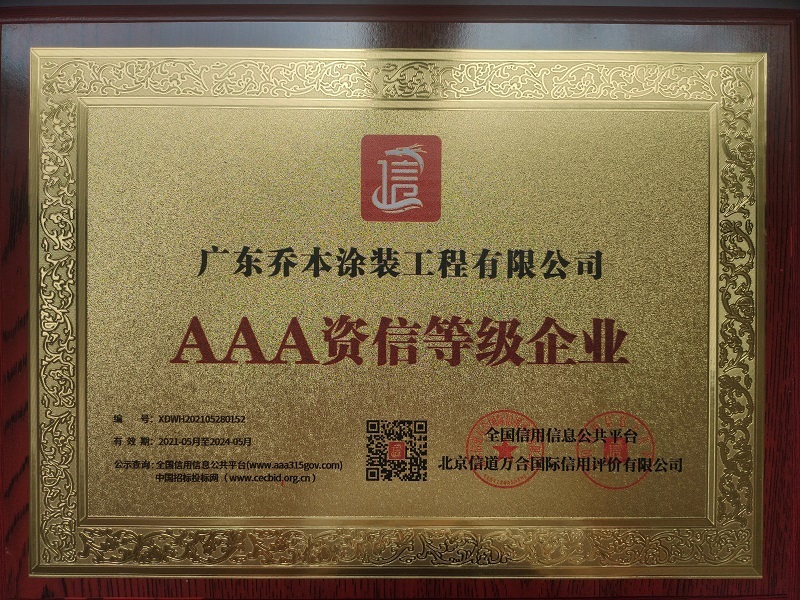 信
广东乔本涂装工程有限公司
AAA资信等级企业
编 号：XDWH202105280152
有 效 期：2021-05月至2024-05月
公示查询：全国信用信息公共平台(www.aaa315gov.com)
中国招标投标网（www.cecbid.org.cn）
全国信用信息公共平台
北京信道万合国际信用评价有限公司